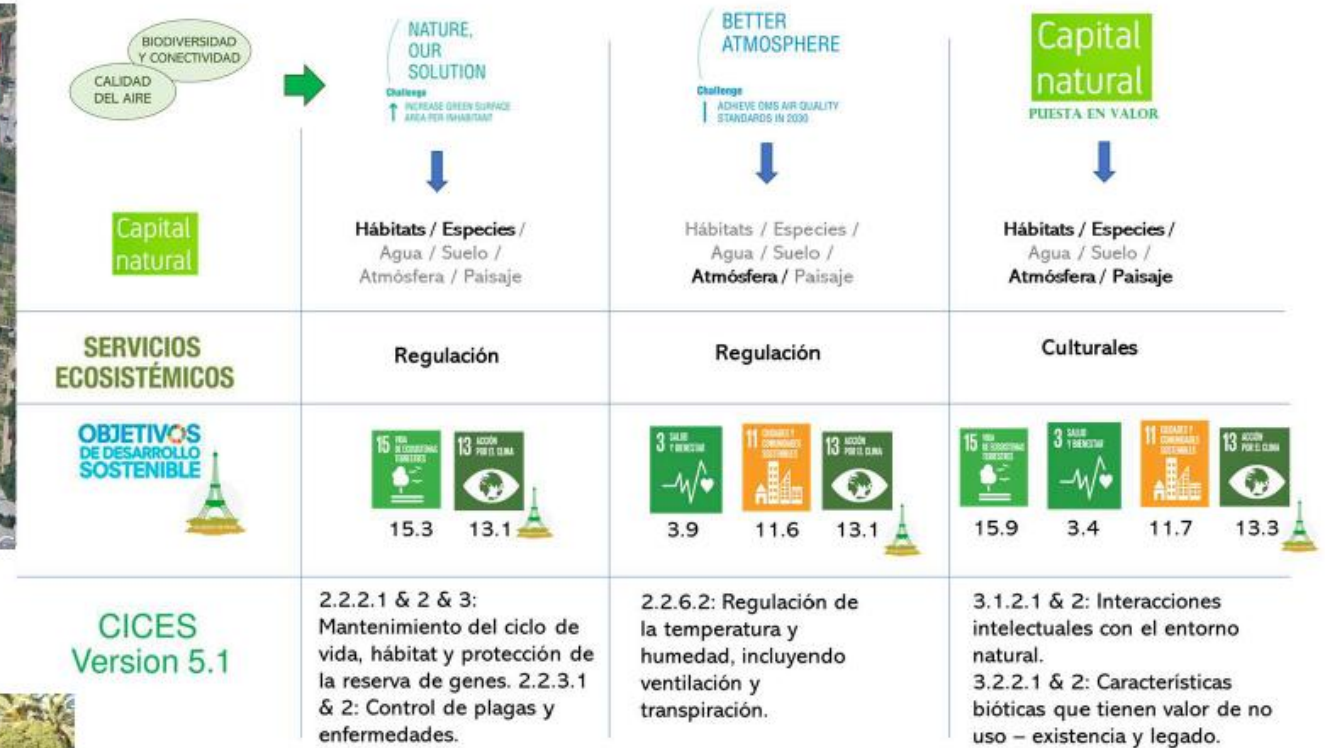 BIODIVERSIDAD
Y CONECTIVIDAD
CALIDAD
DEL AIRE
NATURE,
OUR
SOLUTION
Challenge
INCREASE GREEN SURFACE
AREA PER INHABITANT
BETTER
ATMOSPHERE
Challenge
ACHIEVE OMS AIR QUALITY
STANDARDS IN 2030
Capital
natural
PUESTA EN VALOR
Capital
natural
Hábitats / Especies /
Agua / Suelo /
Atmósfera / Paisaje
Hábitats / Especies /
Agua / Suelo /
Atmósfera / Paisaje
Hábitats / Especies /
Agua / Suelo /
Atmósfera / Paisaje
SERVICIOS
ECOSISTÉMICOS
Regulación
Regulación
Culturales
OBJETIVOS
DE DESARROLLO
SOSTENIBLE
15 VIDA
DE ECOSISTEMAS
TERRESTRES
13 ACCIÓN
POR EL CLIMA
15.3
13.1
3 SALUD
Y BIENESTAR
11 CIUDADES Y
COMUNIDADES
SOSTENIBLES
13 ACCIÓN
POR EL CLIMA
3.9
11.6
13.1
15 VIDA
DE ECOSISTEMAS
TERRESTRES
3 SALUD
Y BIENESTAR
11 CIUDADES Y
COMUNIDADES
SOSTENIBLES
13 ACCIÓN
POR EL CLIMA
15.9
3.4
11.7
13.3
CICES
Version 5.1
2.2.2.1 & 2 & 3:
Mantenimiento del ciclo de
vida, hábitat y protección de
la reserva de genes. 2.2.3.1
& 2: Control de plagas y
enfermedades.
2.2.6.2: Regulación de
la temperatura y
humedad, incluyendo
ventilación y
transpiración.
3.1.2.1 & 2: Interacciones
intelectuales con el entorno
natural.
3.2.2.1 & 2: Características
bióticas que tienen valor de no
uso – existencia y legado.